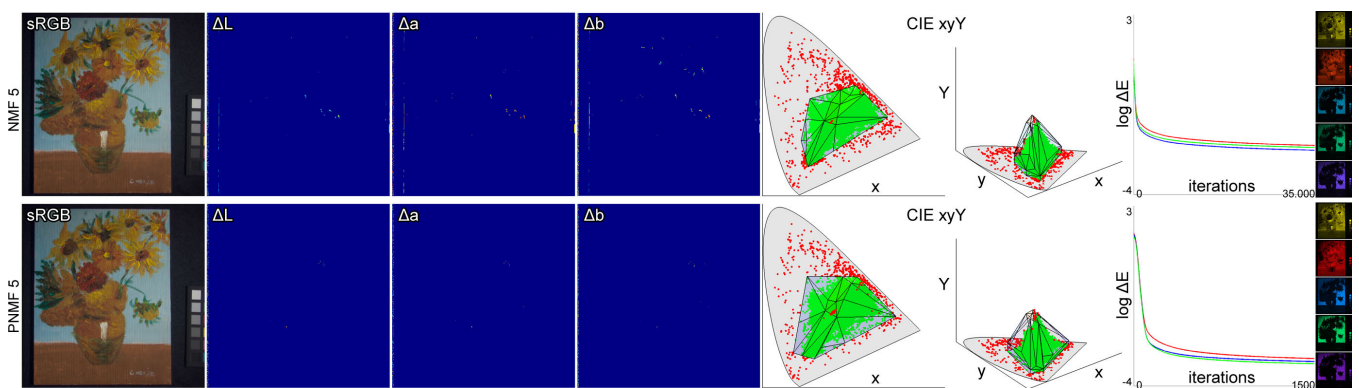 NMF 5
sRGB
ΔL
Δa
Δb
CIE xyY
x
Y
y
x
3
log ΔE
-4
0
iterations
35.000
PNMF 5
sRGB
ΔL
Δa
Δb
CIE xyY
x
Y
y
x
3
log ΔE
-4
0
iterations
1500